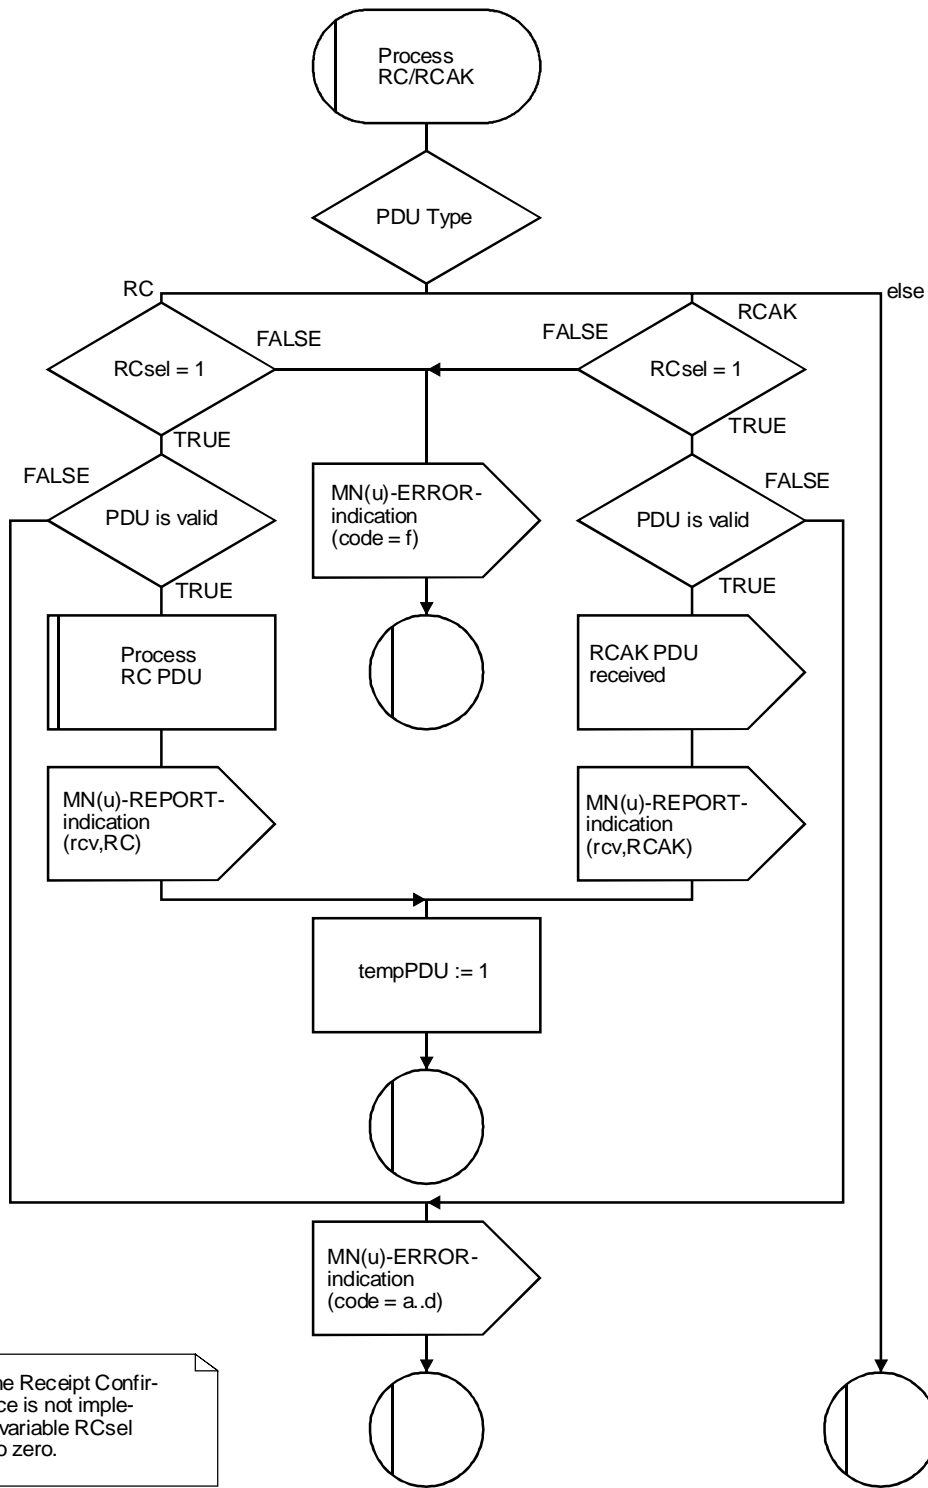 Process
RC/RCAK
PDU Type
RC
else
RCAK
FALSE
FALSE
RCsel = 1
RCsel = 1
TRUE
TRUE
FALSE
FALSE
MN(u)-ERROR-
indication
(code = f)
PDU is valid
PDU is valid
TRUE
TRUE
Process
RC PDU
RCAK PDU
received
MN(u)-REPORT-
indication
(rcv,RC)
MN(u)-REPORT-
indication
(rcv,RCAK)
tempPDU := 1
MN(u)-ERROR-
indication
(code = a..d)
Receipt Confir-
is not imple-
variable RCsel
zero.